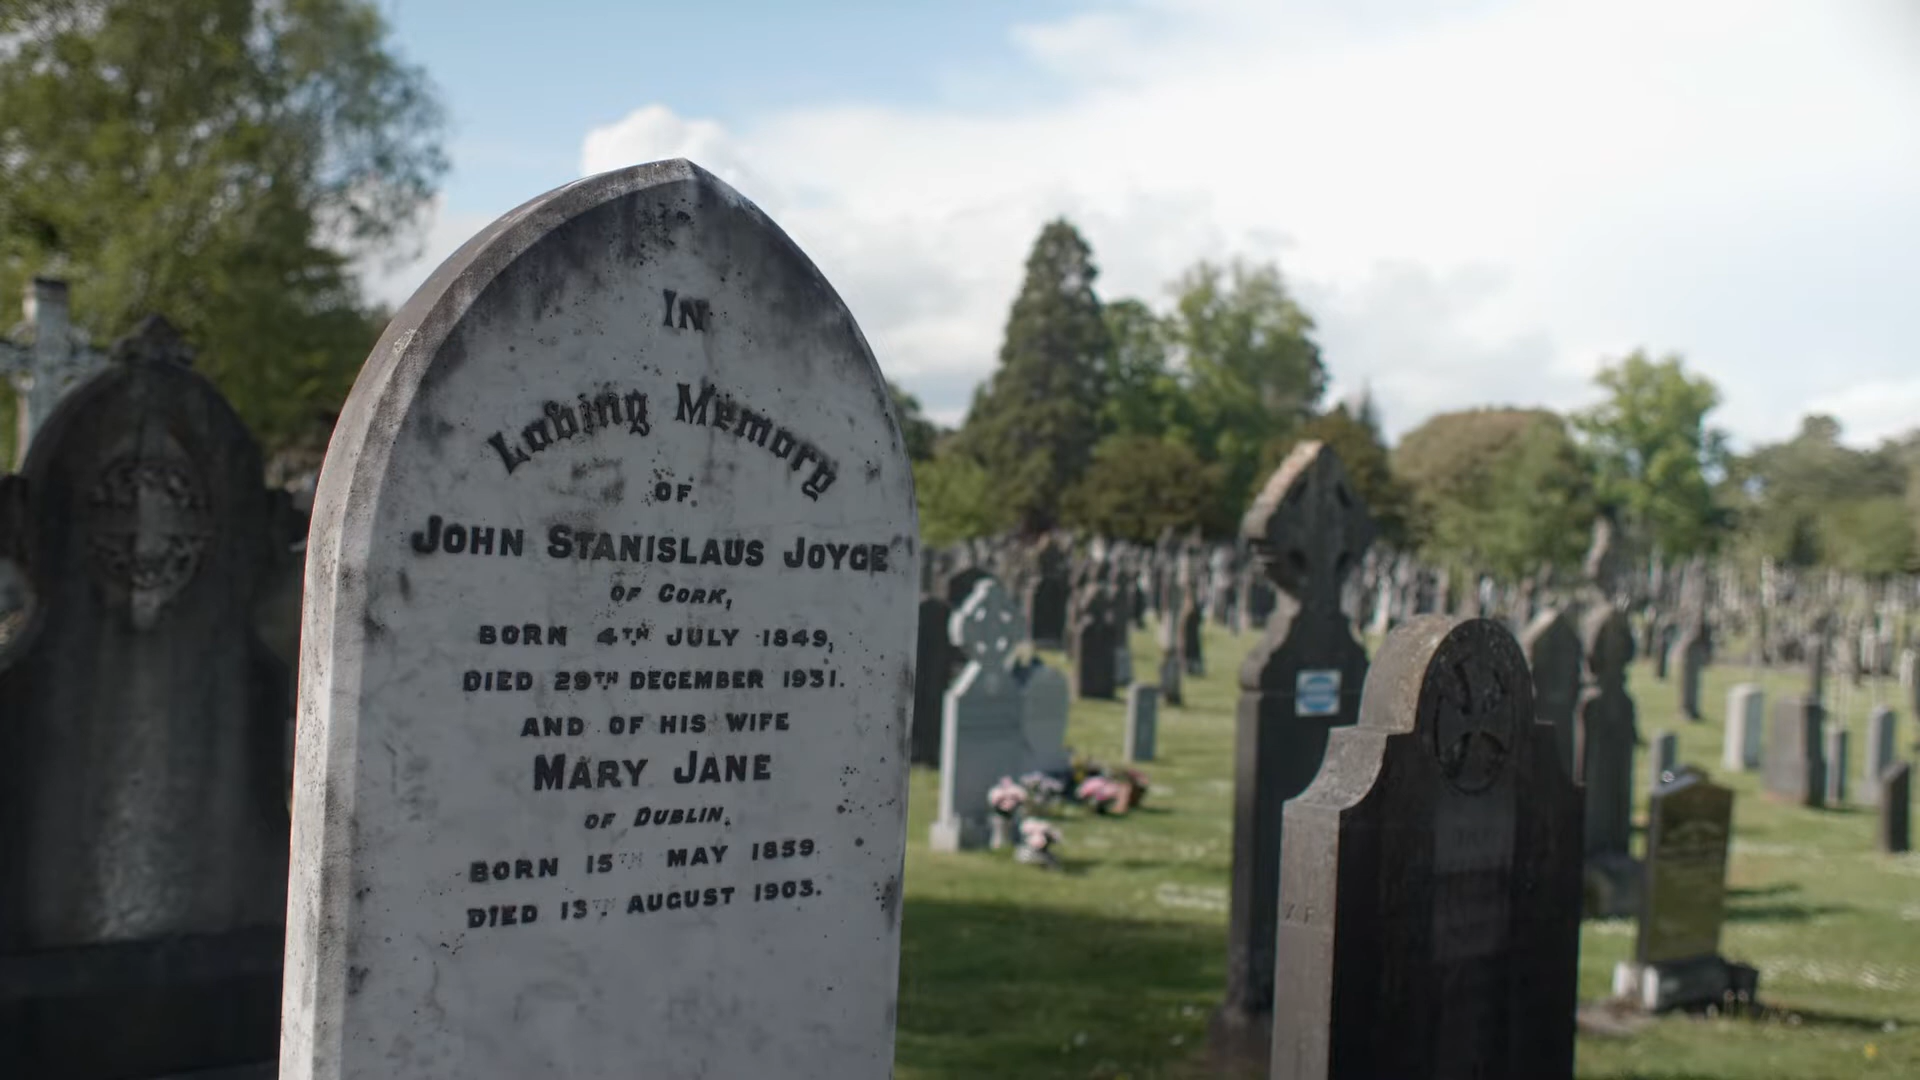 IN
Loving Memory
OF
JOHN STANISLAUS JOYCE
OF CORK,
BORN 4TH JULY 1849,
DIED 29TH DECEMBER 1931.
AND OF HIS WIFE
MARY JANE
OF DUBLIN,
BORN 15TH MAY 1859.
DIED 13TH AUGUST 1903.